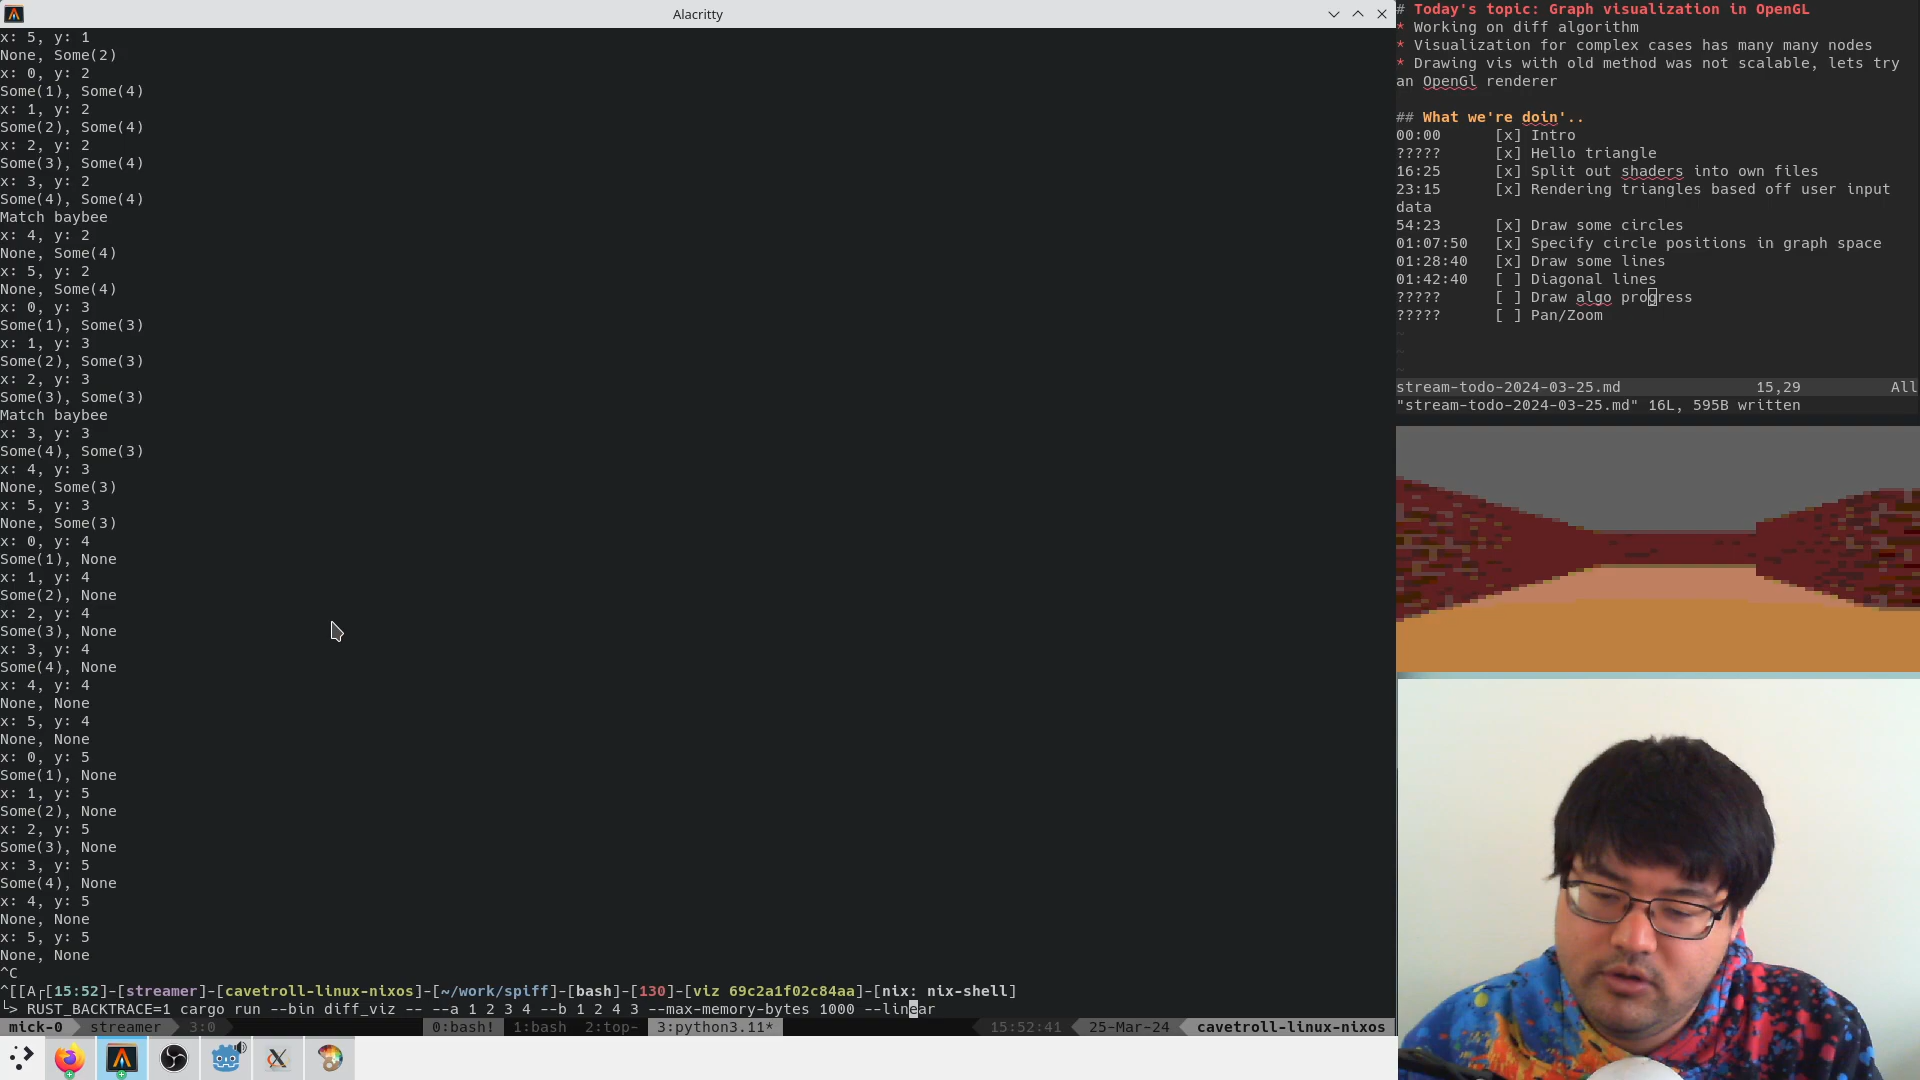 Alacritty
x: 5, y: 1
None, Some(2)
x: 0, y: 2
Some(1), Some(4)
x: 1, y: 2
Some(2), Some(4)
x: 2, y: 2
Some(3), Some(4)
x: 3, y: 2
Some(4), Some(4)
Match baybee
x: 4, y: 2
None, Some(4)
x: 5, y: 2
None, Some(4)
x: 0, y: 3
Some(1), Some(3)
x: 1, y: 3
Some(2), Some(3)
x: 2, y: 3
Some(3), Some(3)
Match baybee
x: 3, y: 3
Some(4), Some(3)
x: 4, y: 3
None, Some(3)
x: 5, y: 3
None, Some(3)
x: 0, y: 4
Some(1), None
x: 1, y: 4
Some(2), None
x: 2, y: 4
Some(3), None
x: 3, y: 4
Some(4), None
x: 4, y: 4
None, None
x: 5, y: 4
None, None
x: 0, y: 5
Some(1), None
x: 1, y: 5
Some(2), None
x: 2, y: 5
Some(3), None
x: 3, y: 5
Some(4), None
x: 4, y: 5
None, None
x: 5, y: 5
None, None
^C
^[[A┌[15:52]-[streamer]-[cavetroll-linux-nixos]-[~/work/spiff]-[bash]-[130]-[viz 69c2a1f02c84aa]-[nix: nix-shell]
└> RUST_BACKTRACE=1 cargo run --bin diff_viz -- --a 1 2 3 4 --b 1 2 4 3 --max-memory-bytes 1000 --linear
mick-0 streamer 3:0 0:bash! 1:bash 2:top- 3:python3.11* 15:52:41 25-Mar-24 cavetroll-linux-nixos
# Today's topic: Graph visualization in OpenGL
* Working on diff algorithm
* Visualization for complex cases has many many nodes
* Drawing vis with old method was not scalable, lets try
an OpenGl renderer
## What we're doin'..
00:00 [x] Intro
????? [x] Hello triangle
16:25 [x] Split out shaders into own files
23:15 [x] Rendering triangles based off user input
data
54:23 [x] Draw some circles
01:07:50 [x] Specify circle positions in graph space
01:28:40 [x] Draw some lines
01:42:40 [ ] Diagonal lines
????? [ ] Draw algo progress
????? [ ] Pan/Zoom
~
~
~
stream-todo-2024-03-25.md 15,29 All
"stream-todo-2024-03-25.md" 16L, 595B written